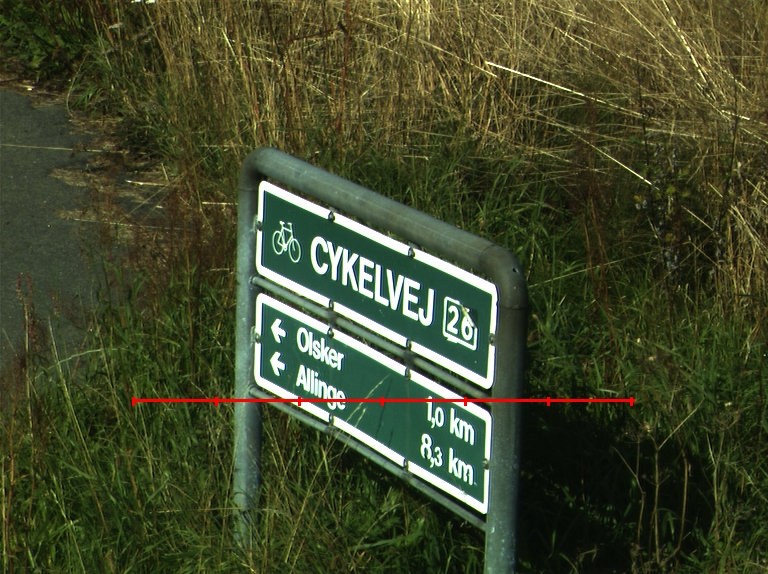 CYKELVEJ 26
Olsker 1,0 km
Allinge 8,3 km